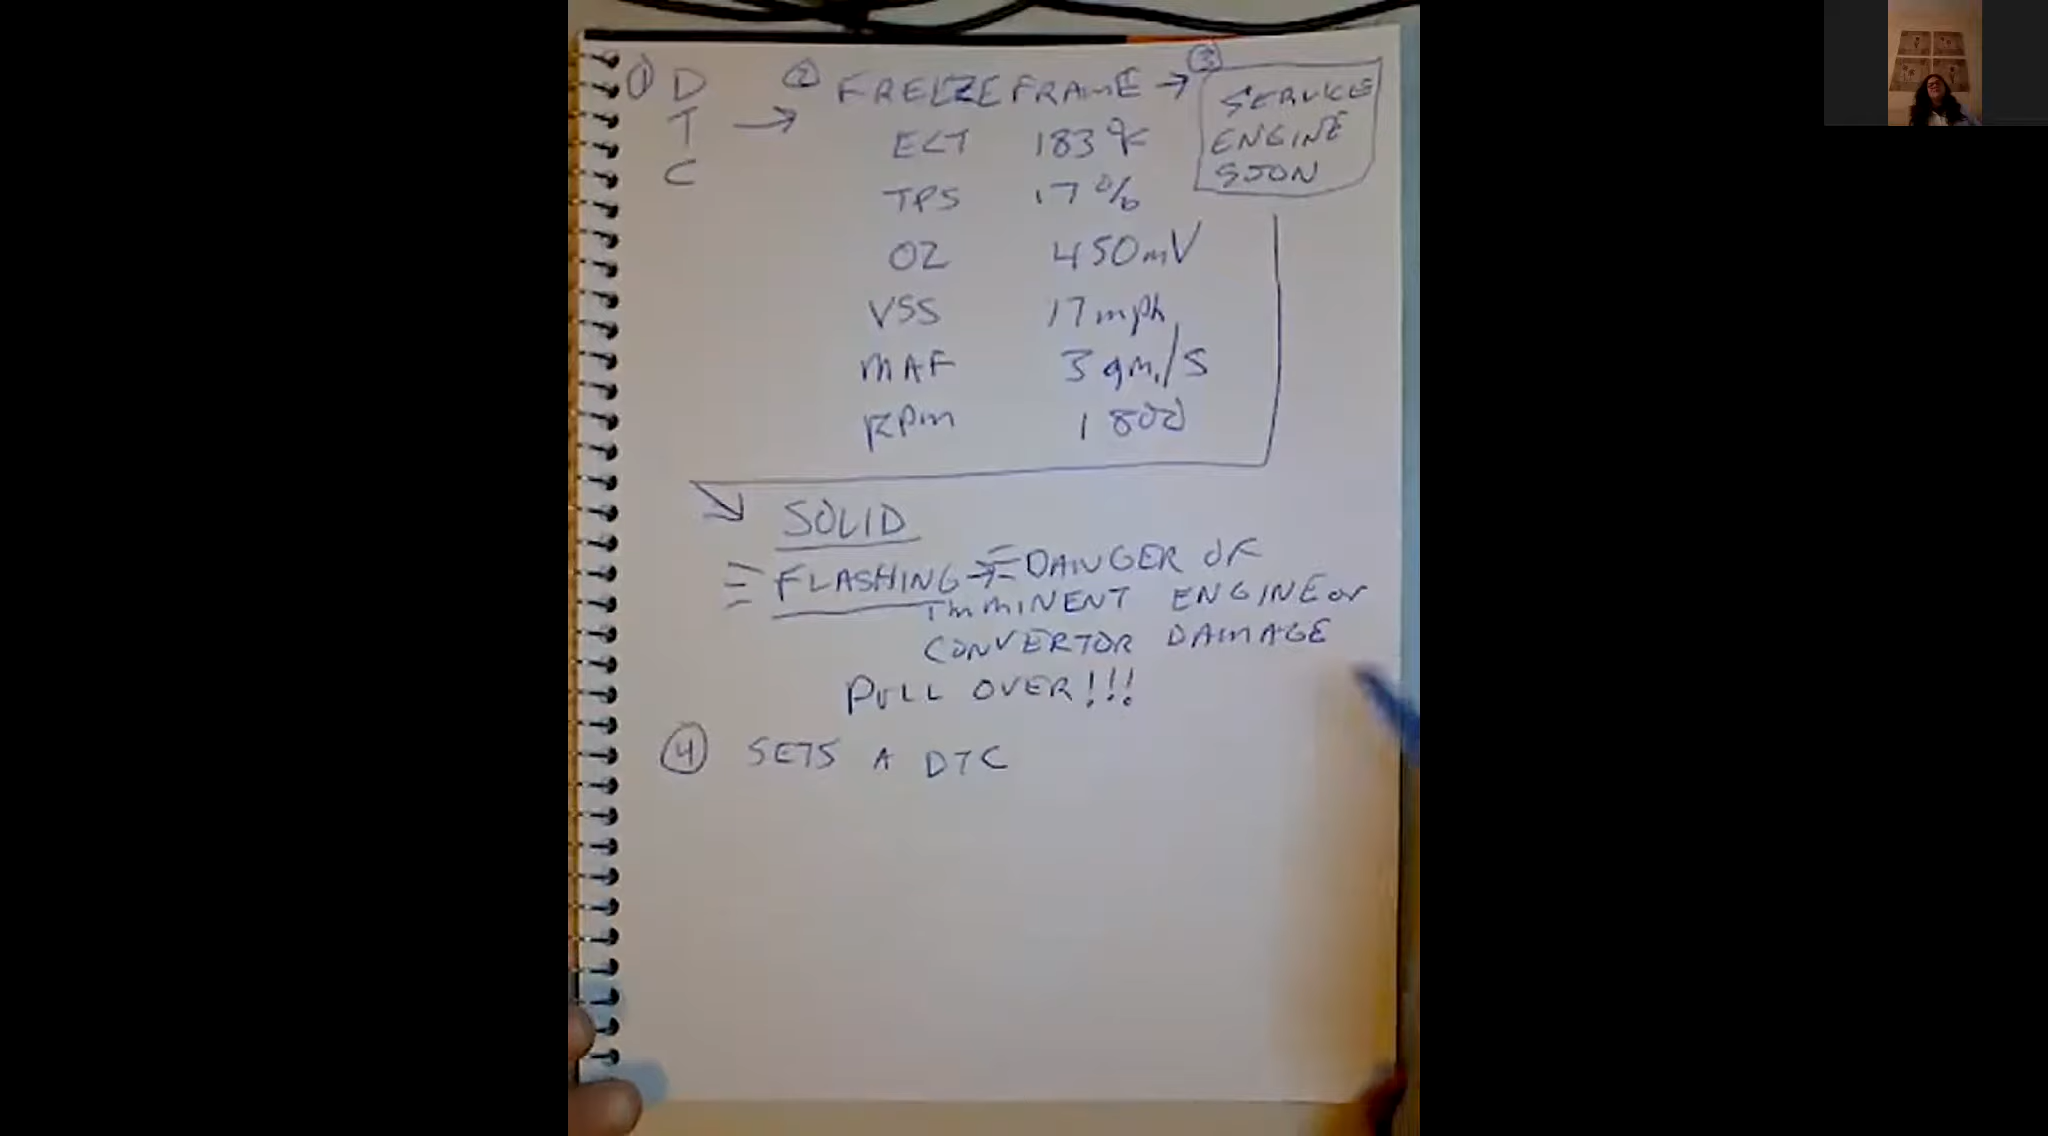 ① D
T
C
→ ② FREEZE FRAME → ③
SERVICE
ENGINE
SOON
ECT 183°F
TPS 17%
O2 450mV
VSS 17mph
MAF 3 gm/s
RPM 1800
SOLID
FLASHING → DANGER OF
IMMINENT ENGINE or
CONVERTOR DAMAGE
PULL OVER!!!
④ SETS A DTC